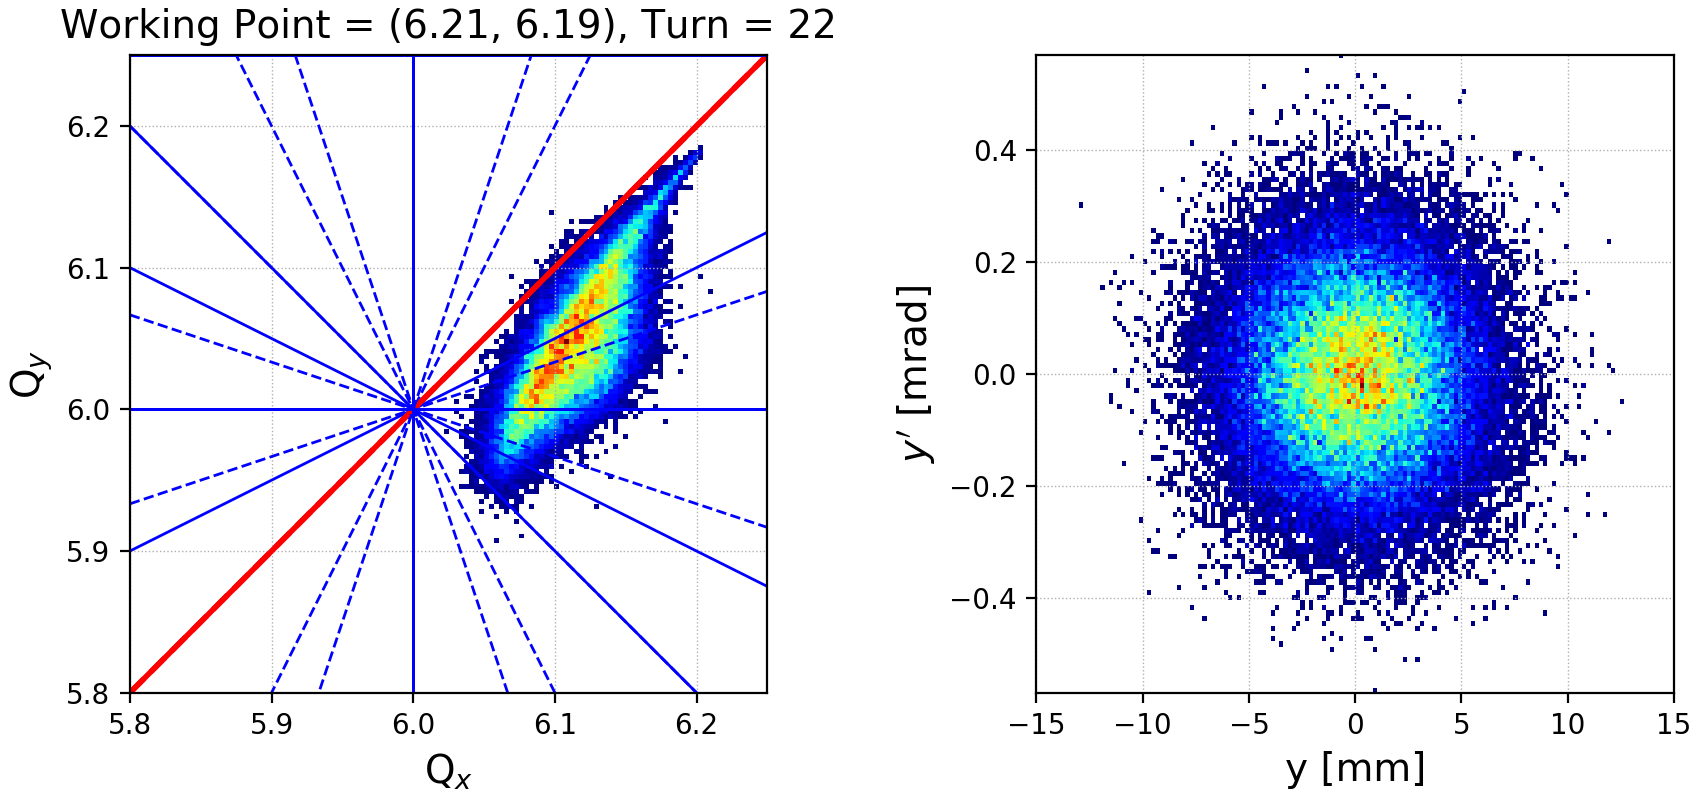 Working Point = (6.21, 6.19), Turn = 22
6.2
6.1
6.0
5.9
5.8
Q_y
5.8 5.9 6.0 6.1 6.2
Q_x
0.4
0.2
0.0
−0.2
−0.4
y′ [mrad]
−15 −10 −5 0 5 10 15
y [mm]